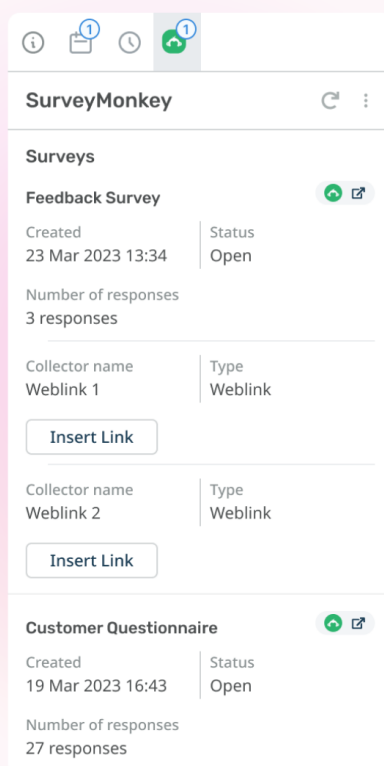 1
1
SurveyMonkey
Surveys
Feedback Survey
Created Status
23 Mar 2023 13:34 Open
Number of responses
3 responses
Collector name Type
Weblink 1 Weblink
Insert Link
Collector name Type
Weblink 2 Weblink
Insert Link
Customer Questionnaire
Created Status
19 Mar 2023 16:43 Open
Number of responses
27 responses